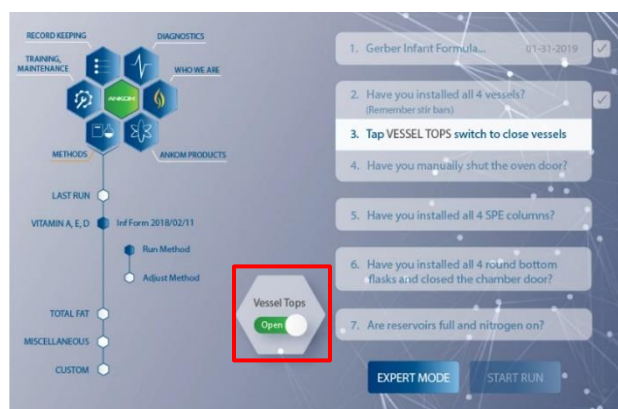 RECORD KEEPING
DIAGNOSTICS
TRAINING,
MAINTENANCE
WHO WE ARE
ANKOM
METHODS
ANKOM PRODUCTS
LAST RUN
VITAMIN A, E, D
Inf Form 2018/02/11
Run Method
Adjust Method
TOTAL FAT
MISCELLANEOUS
CUSTOM
Vessel Tops
Open
1. Gerber Infant Formula... 01-31-2019
2. Have you installed all 4 vessels?
(Remember stir bars)
3. Tap VESSEL TOPS switch to close vessels
4. Have you manually shut the oven door?
5. Have you installed all 4 SPE columns?
6. Have you installed all 4 round bottom
flasks and closed the chamber door?
7. Are reservoirs full and nitrogen on?
EXPERT MODE
START RUN